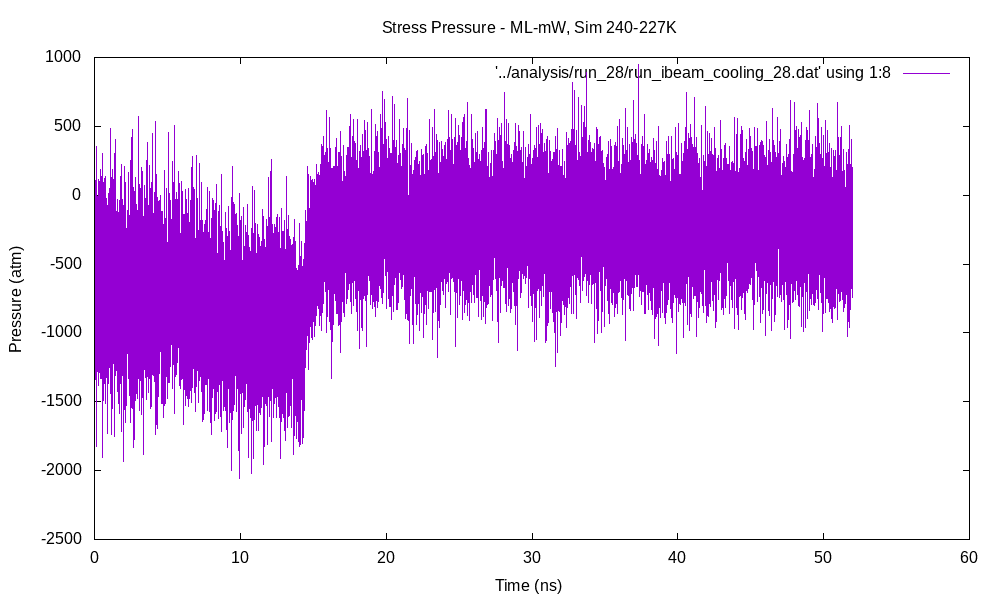 Stress Pressure - ML-mW, Sim 240-227K
'../analysis/run_28/run_ibeam_cooling_28.dat' using 1:8
1000
500
0
-500
-1000
-1500
-2000
-2500
Pressure (atm)
0 10 20 30 40 50 60
Time (ns)